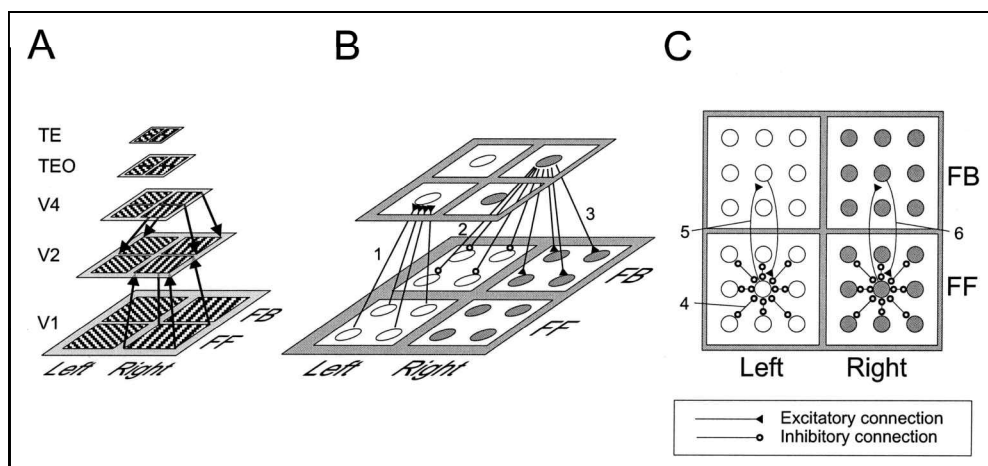 A
B
C
TE
TEO
V4
V2
V1
FB
FF
Left Right
1
2
3
FB
FF
Left Right
FB
5
6
FF
4
Left Right
Excitatory connection
Inhibitory connection